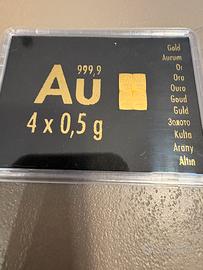 999,9
Au
4 x 0,5 g
Gold
Aurum
Or
Oro
Ouro
Goud
Guld
Золото
Kulta
Arany
Altın